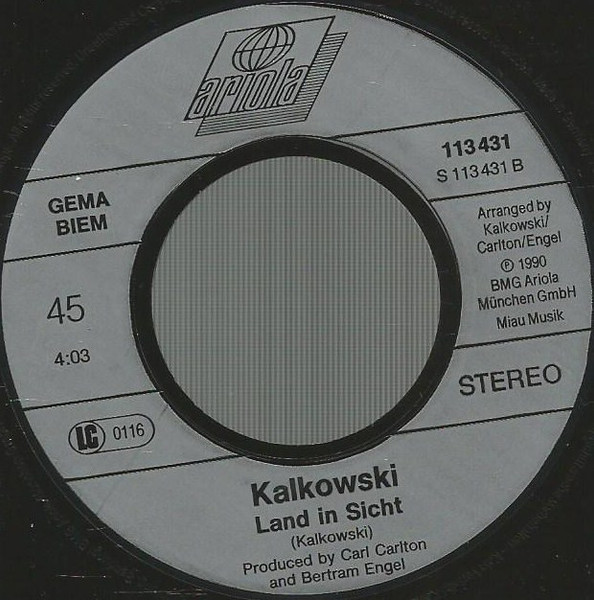 ariola
GEMA
BIEM
45
4:03
LC 0116
113 431
S 113 431 B
Arranged by
Kalkowski/
Carlton/Engel
℗ 1990
BMG Ariola
München GmbH
Miau Musik
STEREO
Kalkowski
Land in Sicht
(Kalkowski)
Produced by Carl Carlton
and Bertram Engel